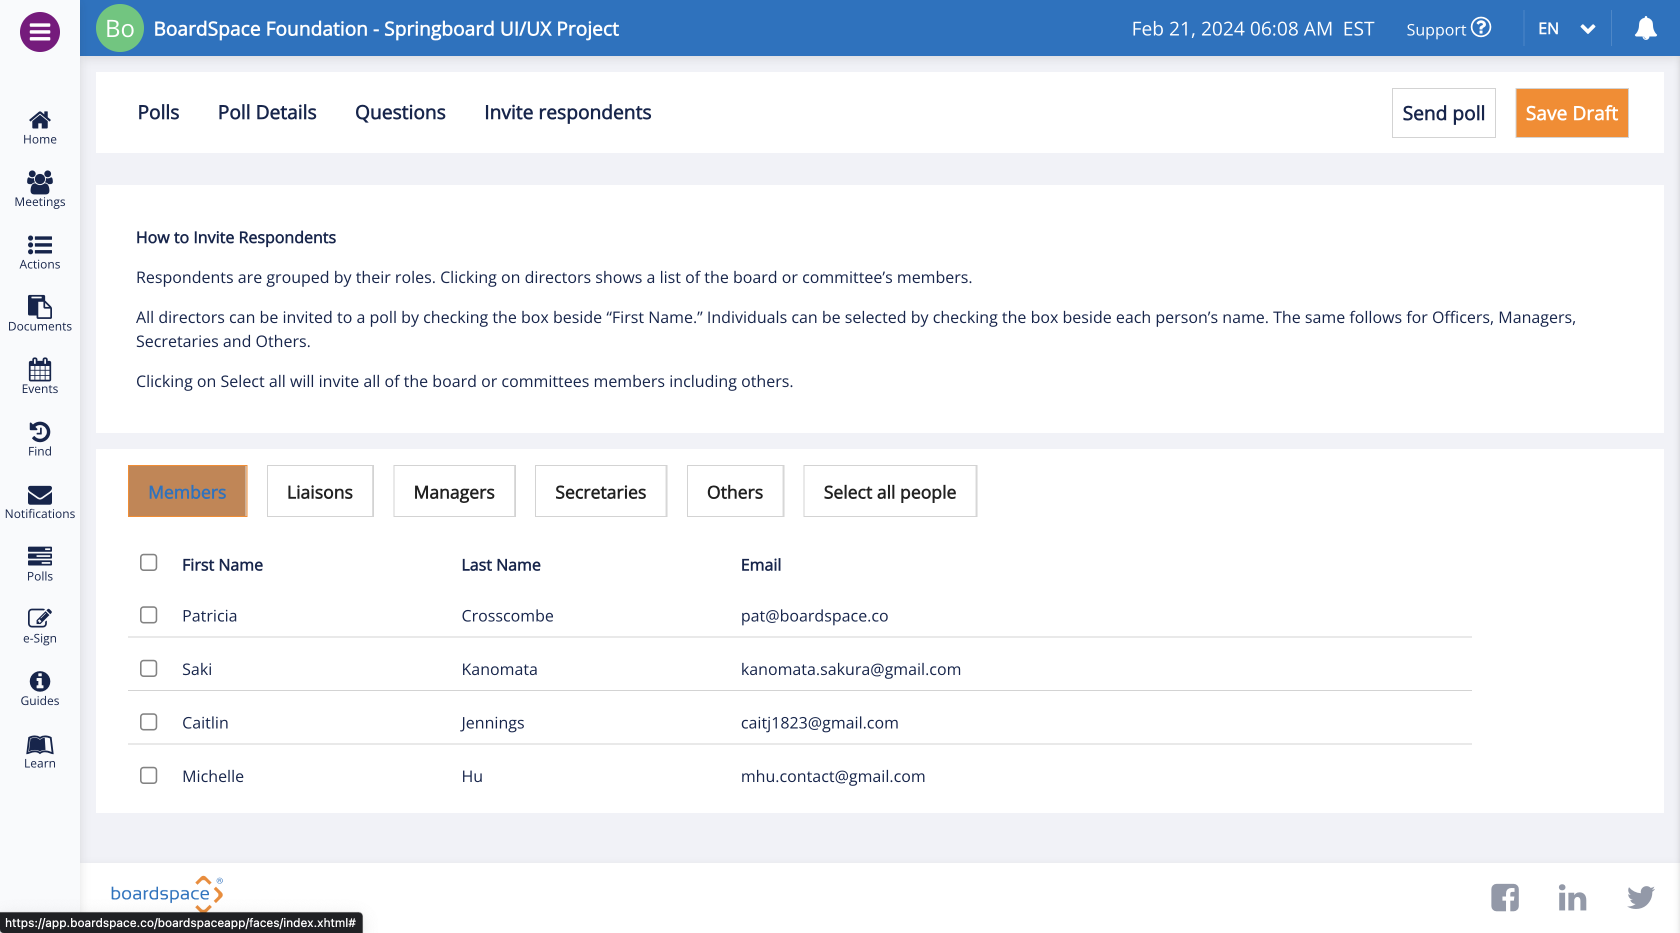 Bo BoardSpace Foundation - Springboard UI/UX Project Feb 21, 2024 06:08 AM EST Support EN
Home
Meetings
Actions
Documents
Events
Find
Notifications
Polls
e-Sign
Guides
Learn
Polls Poll Details Questions Invite respondents Send poll Save Draft
How to Invite Respondents
Respondents are grouped by their roles. Clicking on directors shows a list of the board or committee’s members.
All directors can be invited to a poll by checking the box beside “First Name.” Individuals can be selected by checking the box beside each person’s name. The same follows for Officers, Managers,
Secretaries and Others.
Clicking on Select all will invite all of the board or committees members including others.
Members Liaisons Managers Secretaries Others Select all people
First Name Last Name Email
Patricia Crosscombe pat@boardspace.co
Saki Kanomata kanomata.sakura@gmail.com
Caitlin Jennings caitj1823@gmail.com
Michelle Hu mhu.contact@gmail.com
boardspace®
https://app.boardspace.co/boardspaceapp/faces/index.xhtml#